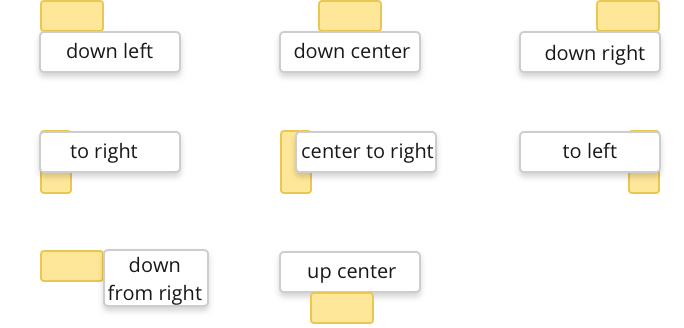 down left
down center
down right
to right
center to right
to left
down
from right
up center